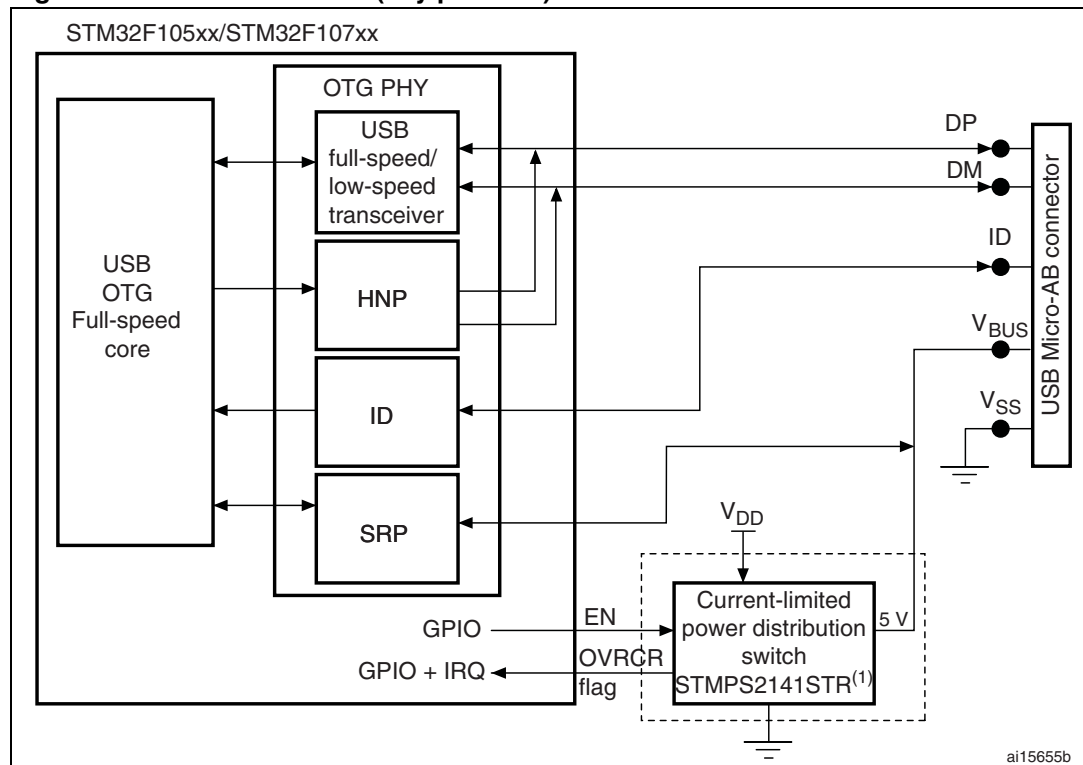 STM32F105xx/STM32F107xx
OTG PHY
USB
full-speed/
low-speed
transceiver
HNP
ID
SRP
USB
OTG
Full-speed
core
DP
DM
ID
VBUS
VSS
USB Micro-AB connector
VDD
Current-limited
power distribution
switch
STMPS2141STR(1)
5 V
GPIO
EN
GPIO + IRQ
OVRCR
flag
ai15655b